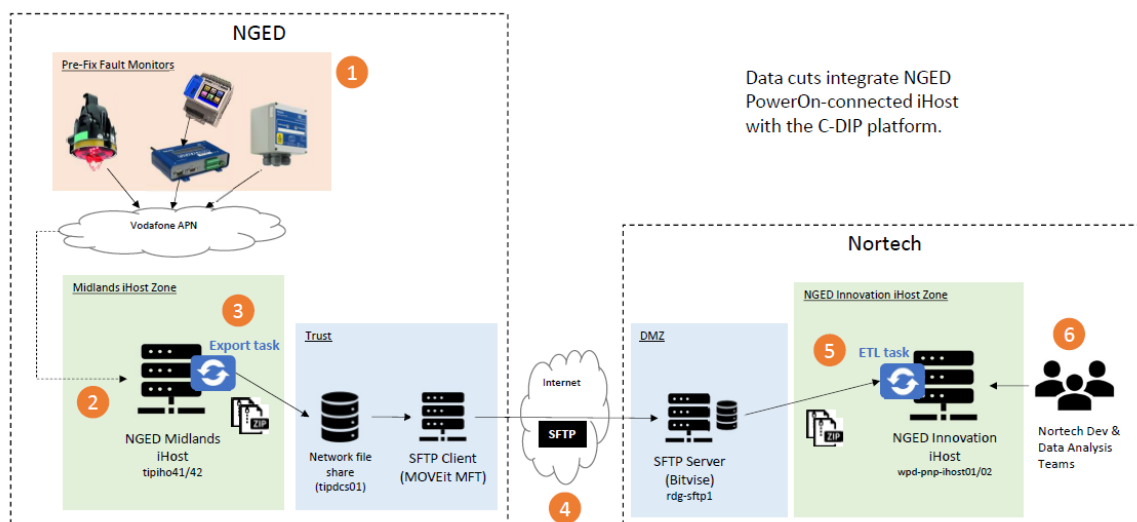 NGED
Pre-Fix Fault Monitors
1
Data cuts integrate NGED
PowerOn-connected iHost
with the C-DIP platform.
Vodafone APN
Nortech
Midlands iHost Zone
3
Export task
2
ZIP
NGED Midlands
iHost
tipiho41/42
Trust
Network file
share
(tipdcs01)
SFTP Client
(MOVEit MFT)
Internet
SFTP
4
DMZ
SFTP Server
(Bitvise)
rdg-sftp1
NGED Innovation iHost Zone
5
ETL task
ZIP
NGED Innovation
iHost
wpd-pnp-ihost01/02
6
Nortech Dev &
Data Analysis
Teams